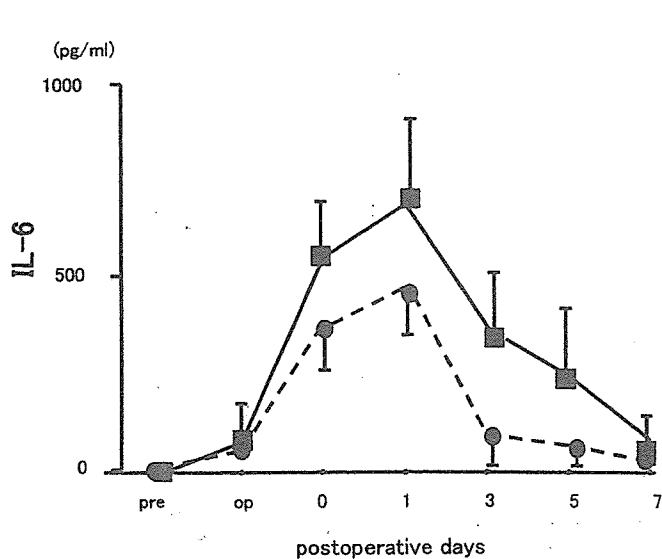 (pg/ml)
1000
500
0
IL-6
pre op 0 1 3 5 7
postoperative days